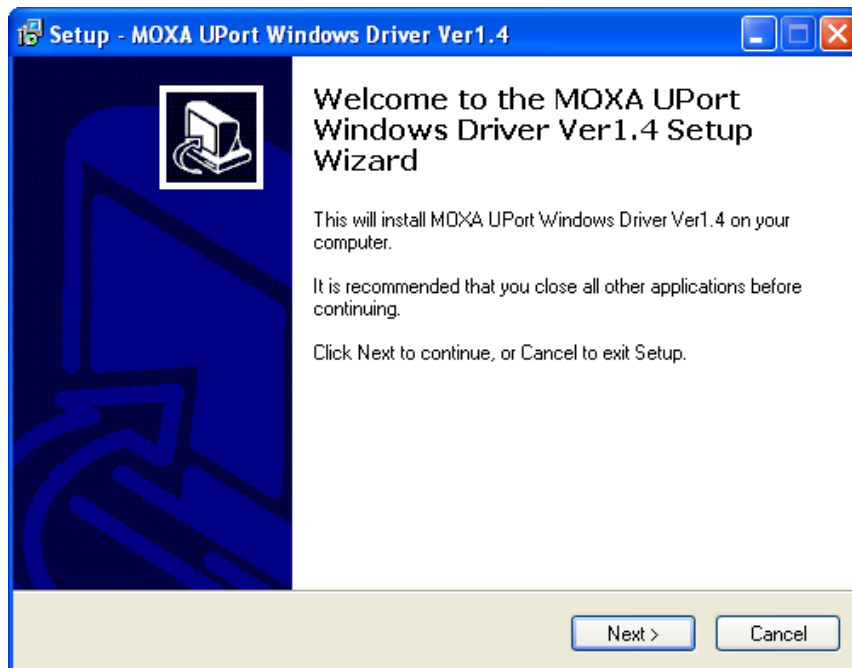 Setup - MOXA UPort Windows Driver Ver1.4
Welcome to the MOXA UPort
Windows Driver Ver1.4 Setup
Wizard
This will install MOXA UPort Windows Driver Ver1.4 on your
computer.
It is recommended that you close all other applications before
continuing.
Click Next to continue, or Cancel to exit Setup.
Next >
Cancel